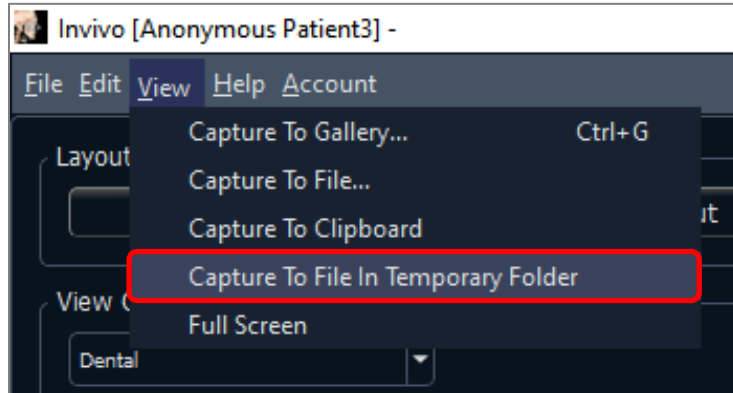 Invivo [Anonymous Patient3] -
File Edit View Help Account
Capture To Gallery... Ctrl+G
Layout
Capture To File...
Capture To Clipboard
Capture To File In Temporary Folder
View
Full Screen
Dental